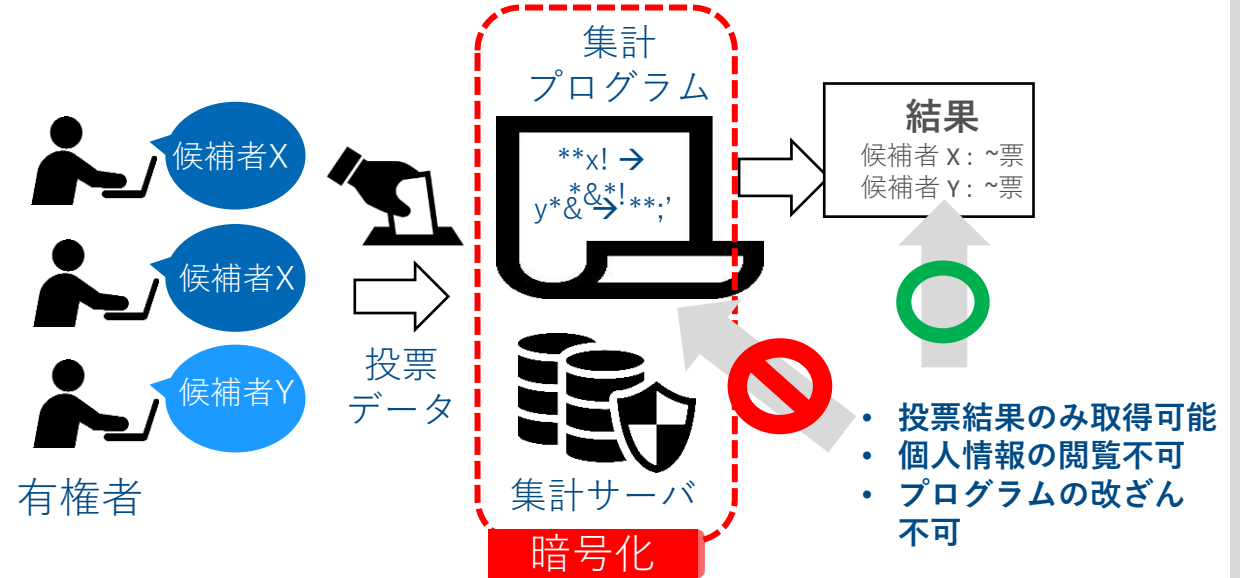 集計
プログラム
候補者X
候補者X
候補者Y
有権者
投票
データ
**x! →
*&*!
y*& → **;'
集計サーバ
暗号化
結果
候補者 X : ~票
候補者 Y : ~票
• 投票結果のみ取得可能
• 個人情報の閲覧不可
• プログラムの改ざん
不可